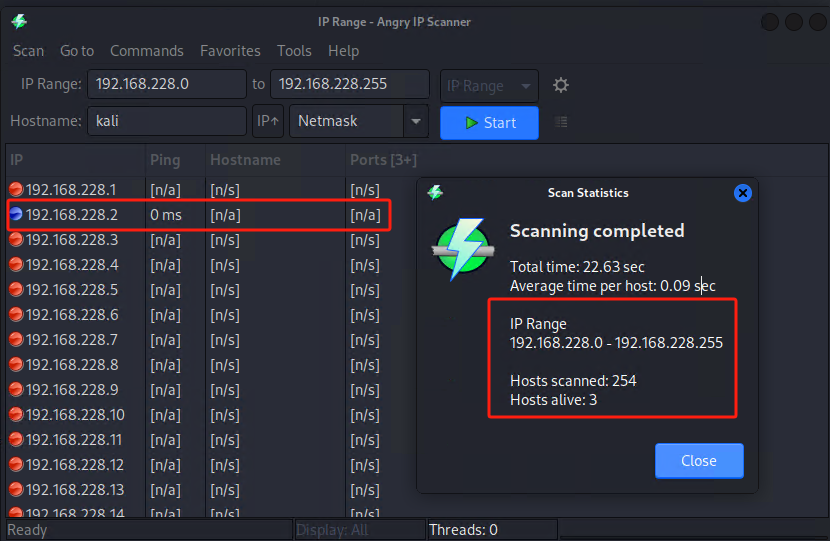 IP Range - Angry IP Scanner
Scan Go to Commands Favorites Tools Help
IP Range: 192.168.228.0 to 192.168.228.255 IP Range
Hostname: kali IP↑ Netmask Start
IP Ping Hostname Ports [3+]
192.168.228.1 [n/a] [n/s] [n/s]
192.168.228.2 0 ms [n/a] [n/a]
192.168.228.3 [n/a] [n/s] [n/s]
192.168.228.4 [n/a] [n/s] [n/s]
192.168.228.5 [n/a] [n/s] [n/s]
192.168.228.6 [n/a] [n/s] [n/s]
192.168.228.7 [n/a] [n/s] [n/s]
192.168.228.8 [n/a] [n/s] [n/s]
192.168.228.9 [n/a] [n/s] [n/s]
192.168.228.10 [n/a] [n/s] [n/s]
192.168.228.11 [n/a] [n/s] [n/s]
192.168.228.12 [n/a] [n/s] [n/s]
192.168.228.13 [n/a] [n/s] [n/s]
192.168.228.14 [n/a] [n/s] [n/s]
Scan Statistics
Scanning completed
Total time: 22.63 sec
Average time per host: 0.09 sec
IP Range
192.168.228.0 - 192.168.228.255
Hosts scanned: 254
Hosts alive: 3
Close
Ready Display: All Threads: 0